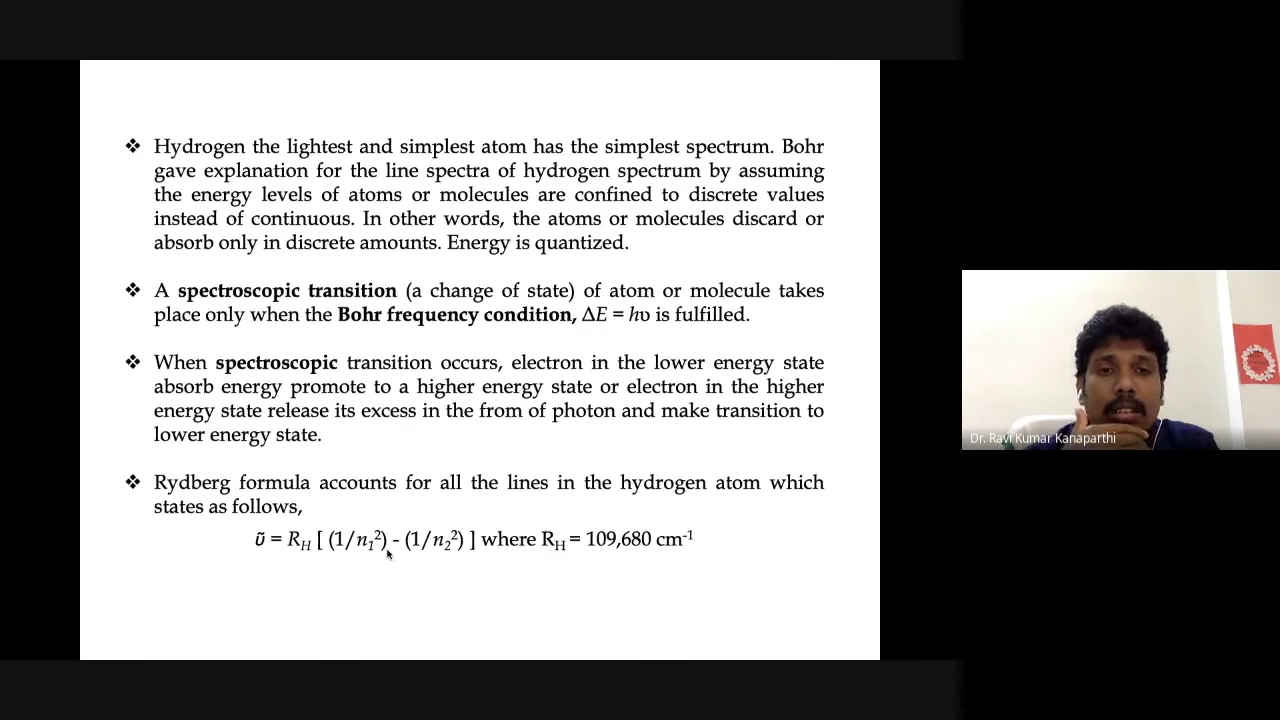 ❖ Hydrogen the lightest and simplest atom has the simplest spectrum. Bohr
gave explanation for the line spectra of hydrogen spectrum by assuming
the energy levels of atoms or molecules are confined to discrete values
instead of continuous. In other words, the atoms or molecules discard or
absorb only in discrete amounts. Energy is quantized.
❖ A spectroscopic transition (a change of state) of atom or molecule takes
place only when the Bohr frequency condition, ΔE = hυ is fulfilled.
❖ When spectroscopic transition occurs, electron in the lower energy state
absorb energy promote to a higher energy state or electron in the higher
energy state release its excess in the from of photon and make transition to
lower energy state.
❖ Rydberg formula accounts for all the lines in the hydrogen atom which
states as follows,
ῦ = R_H [ (1/n₁²) - (1/n₂²) ] where R_H = 109,680 cm⁻¹
Dr. Ravi Kumar Kanaparthi